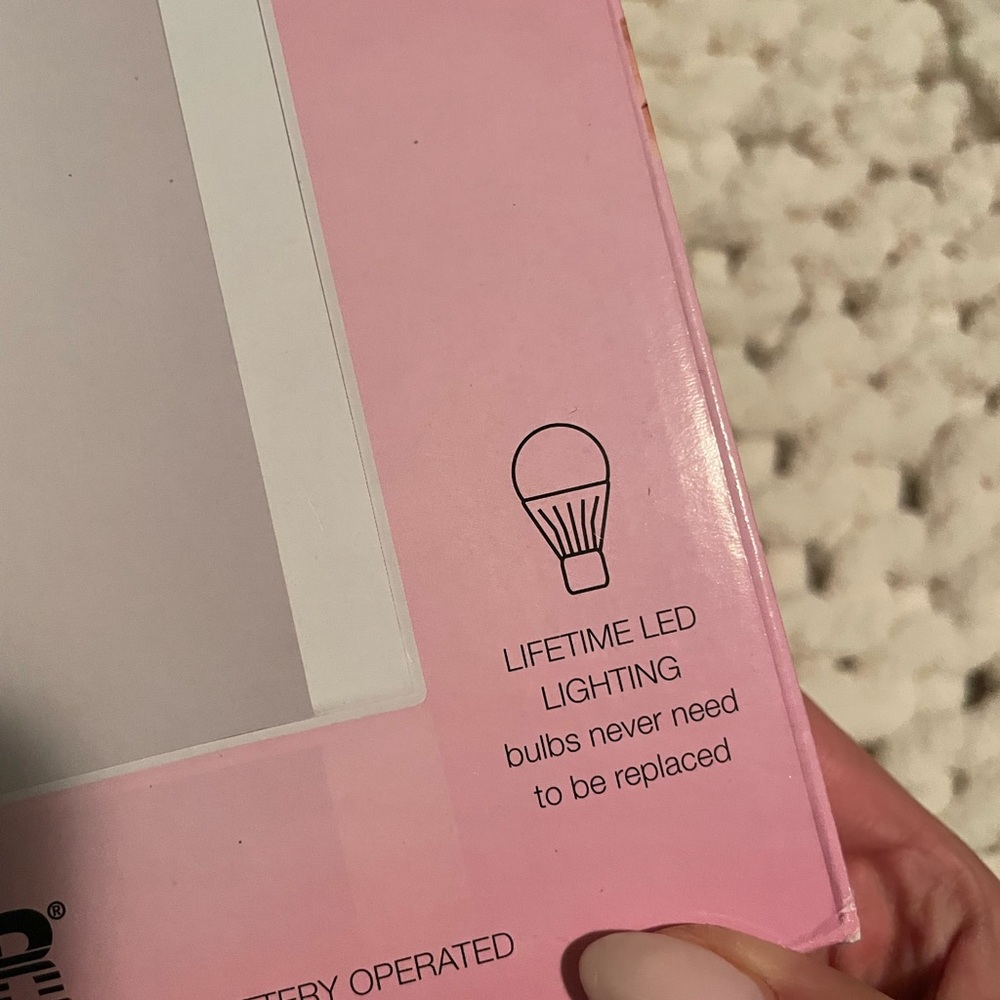 LIFETIME LED
LIGHTING
bulbs never need
to be replaced
®
OPERATED